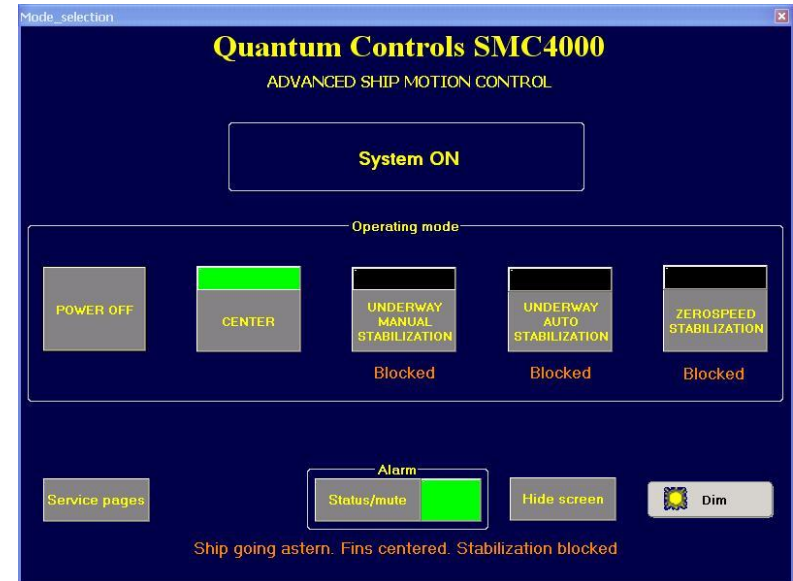 Mode_selection
Quantum Controls SMC4000
ADVANCED SHIP MOTION CONTROL
System ON
Operating mode
POWER OFF
CENTER
UNDERWAY
MANUAL
STABILIZATION
UNDERWAY
AUTO
STABILIZATION
ZEROSPEED
STABILIZATION
Blocked
Blocked
Blocked
Alarm
Service pages
Status/mute
Hide screen
Dim
Ship going astern. Fins centered. Stabilization blocked